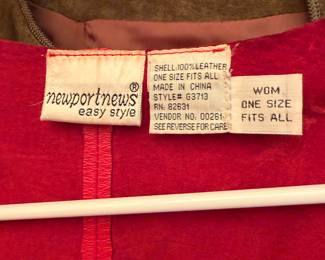 newportnews®
easy style
SHELL:100%LEATHER
ONE SIZE FITS ALL
MADE IN CHINA
STYLE# G3713
RN: 82631
VENDOR NO. 00261
SEE REVERSE FOR CARE
WOM
ONE SIZE
FITS ALL